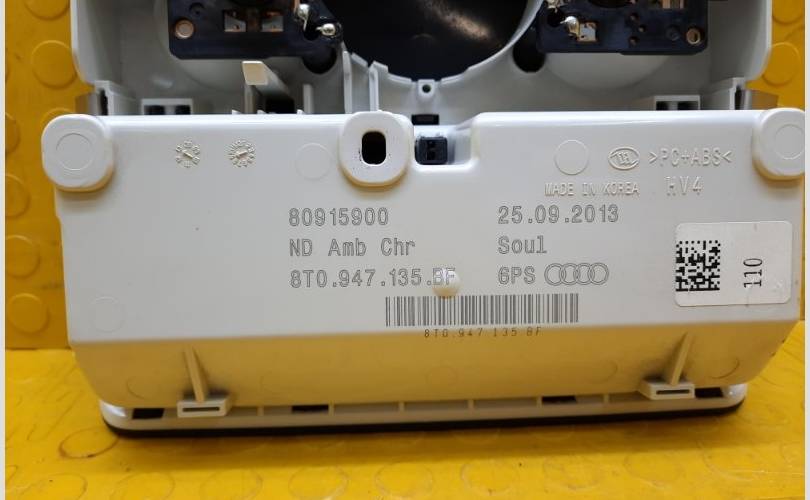 >PC+ABS<
MADE IN KOREA HV4
80915900 25.09.2013
ND Amb Chr Soul
8T0.947.135.BF 6PS
8T0.947.135.BF
110